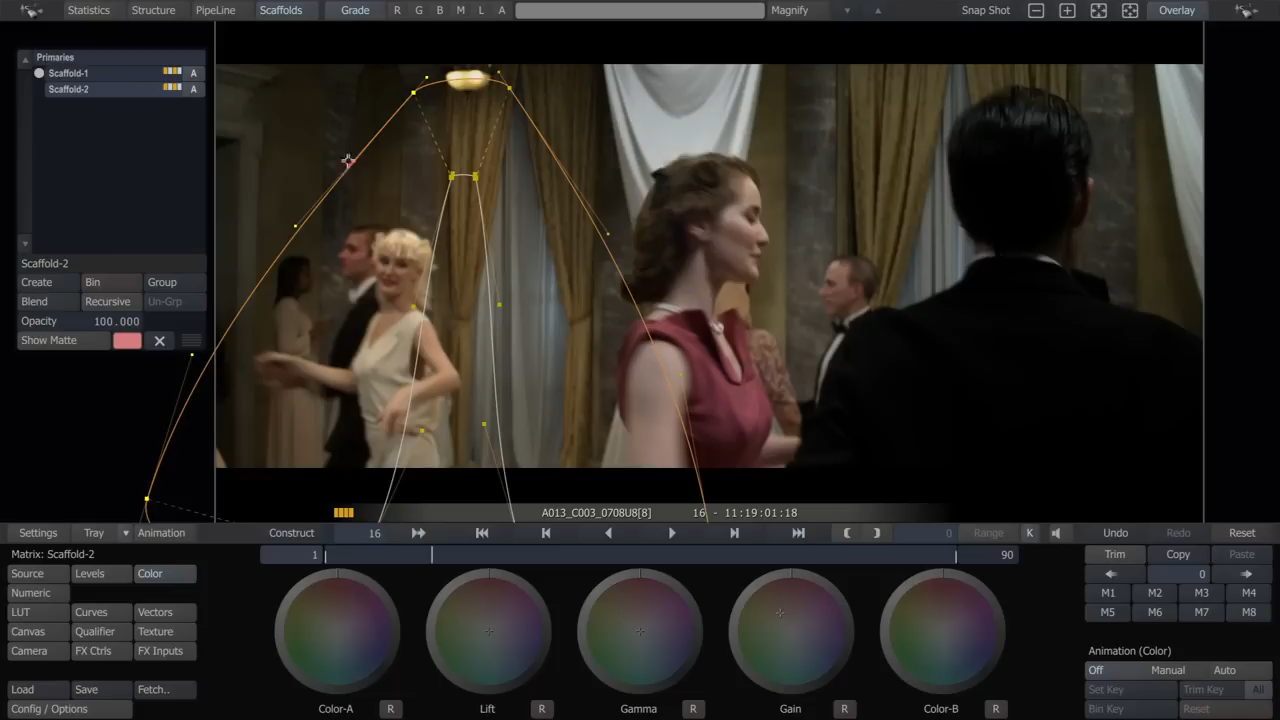 Statistics Structure PipeLine Scaffolds Grade R G B M L A Magnify Snap Shot Overlay
Primaries
Scaffold-1 A
Scaffold-2 A
Scaffold-2
Create Bin Group
Blend Recursive Un-Grp
Opacity 100.000
Show Matte
A013_C003_0708U8[8] 16 - 11:19:01:18
Settings Tray Animation Construct 16 0 Range K Undo Redo Reset
Matrix: Scaffold-2 1 90 Trim Copy Paste
Source Levels Color 0
Numeric M1 M2 M3 M4
LUT Curves Vectors M5 M6 M7 M8
Canvas Qualifier Texture
Camera FX Ctrls FX Inputs Animation (Color)
Off Manual Auto
Load Save Fetch.. Set Key Trim Key All
Config / Options Color-A R Lift R Gamma R Gain R Color-B R Bin Key Reset